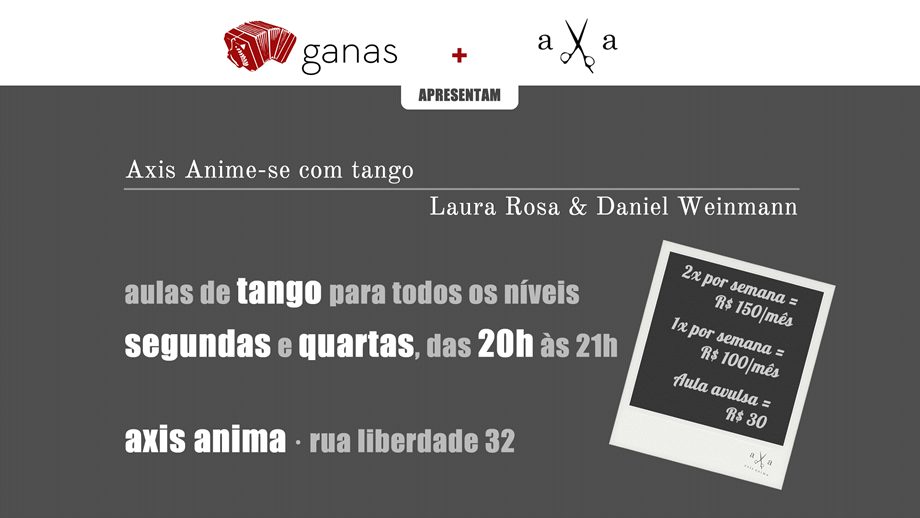 ganas + a a
APRESENTAM
Axis Anime-se com tango
Laura Rosa & Daniel Weinmann
aulas de tango para todos os níveis
segundas e quartas, das 20h às 21h
axis anima · rua liberdade 32
2x por semana =
R$ 150/mês
1x por semana =
R$ 100/mês
Aula avulsa =
R$ 30
a a
axis anima